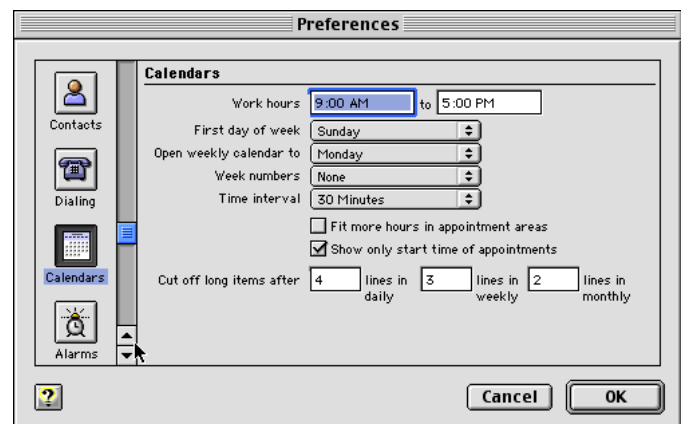 Preferences
Contacts
Dialing
Calendars
Alarms
Calendars
Work hours 9:00 AM to 5:00 PM
First day of week Sunday
Open weekly calendar to Monday
Week numbers None
Time interval 30 Minutes
Fit more hours in appointment areas
Show only start time of appointments
Cut off long items after 4 lines in 3 lines in 2 lines in
daily weekly monthly
?
Cancel OK